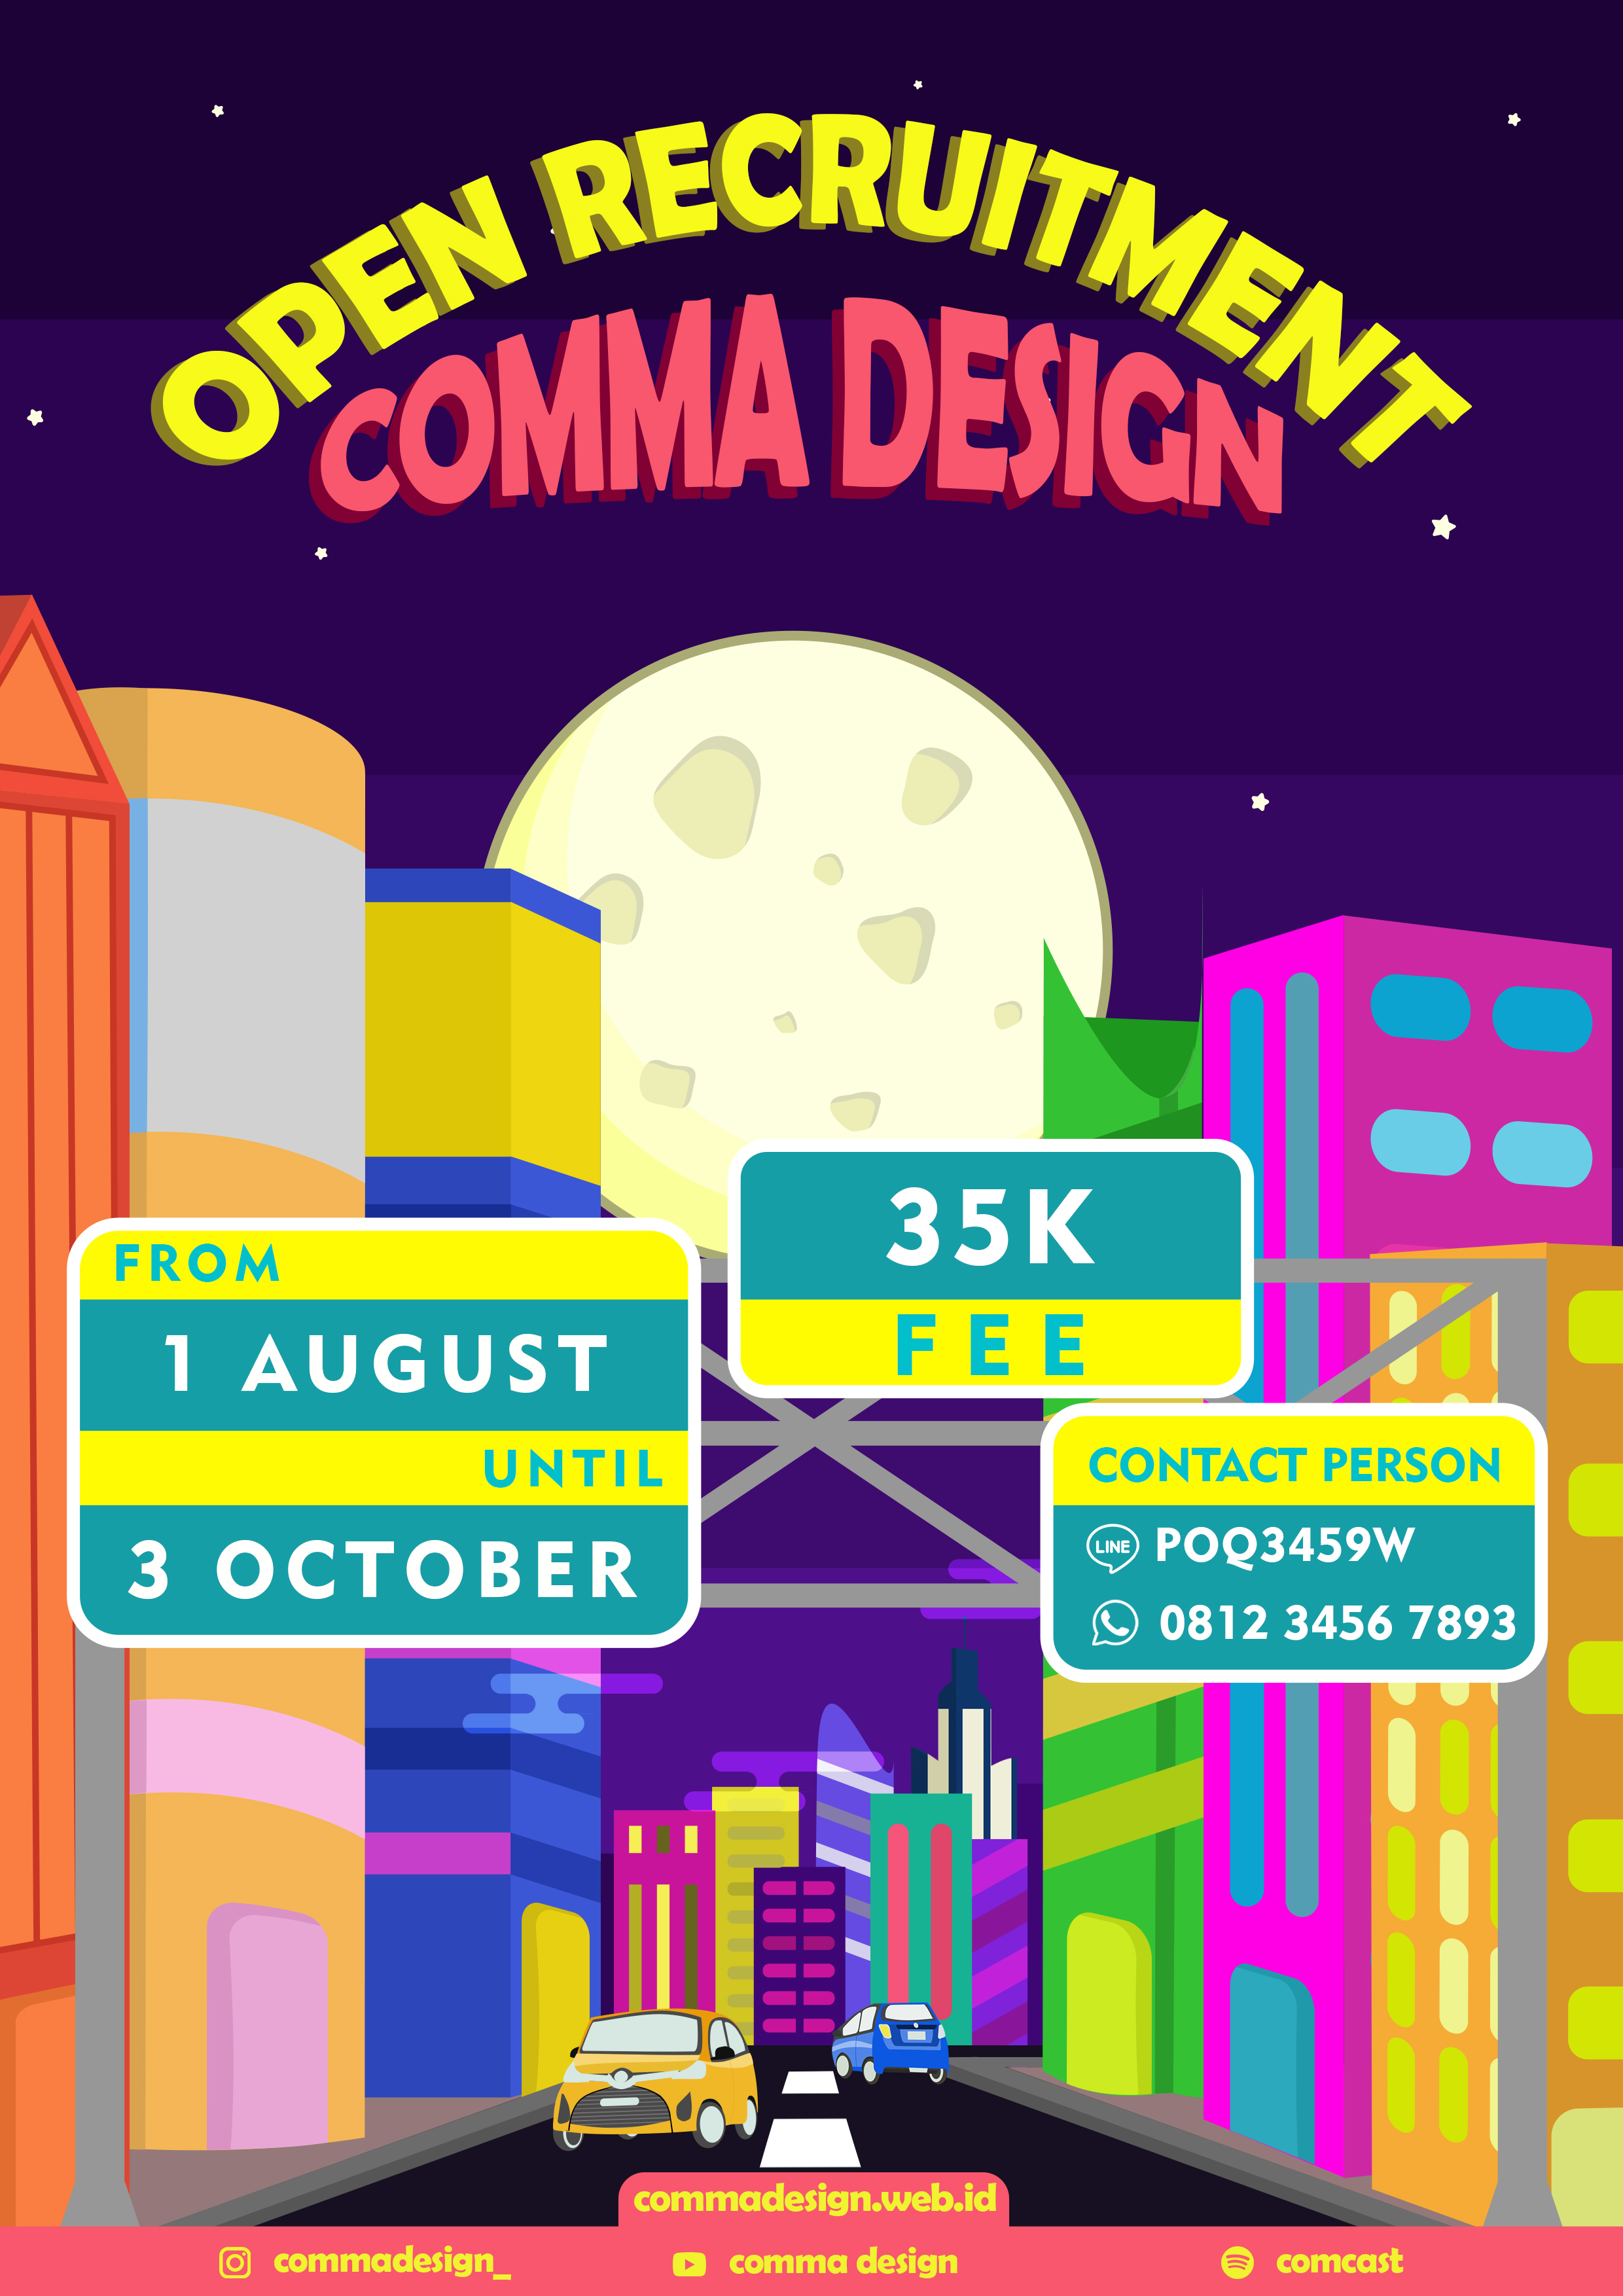 OPEN RECRUITMENT
COMMA DESIGN
35K
FEE
FROM
1 AUGUST
UNTIL
3 OCTOBER
CONTACT PERSON
LINE POQ3459W
0812 3456 7893
commadesign.web.id
commadesign_
comma design
comcast